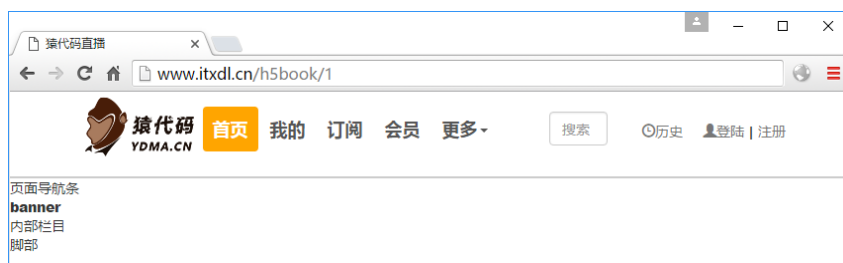 猿代码直播
www.itxdl.cn/h5book/1
猿代码 首页 我的 订阅 会员 更多 搜索 历史 登陆 | 注册
YDMA.CN
页面导航条
banner
内部栏目
脚部